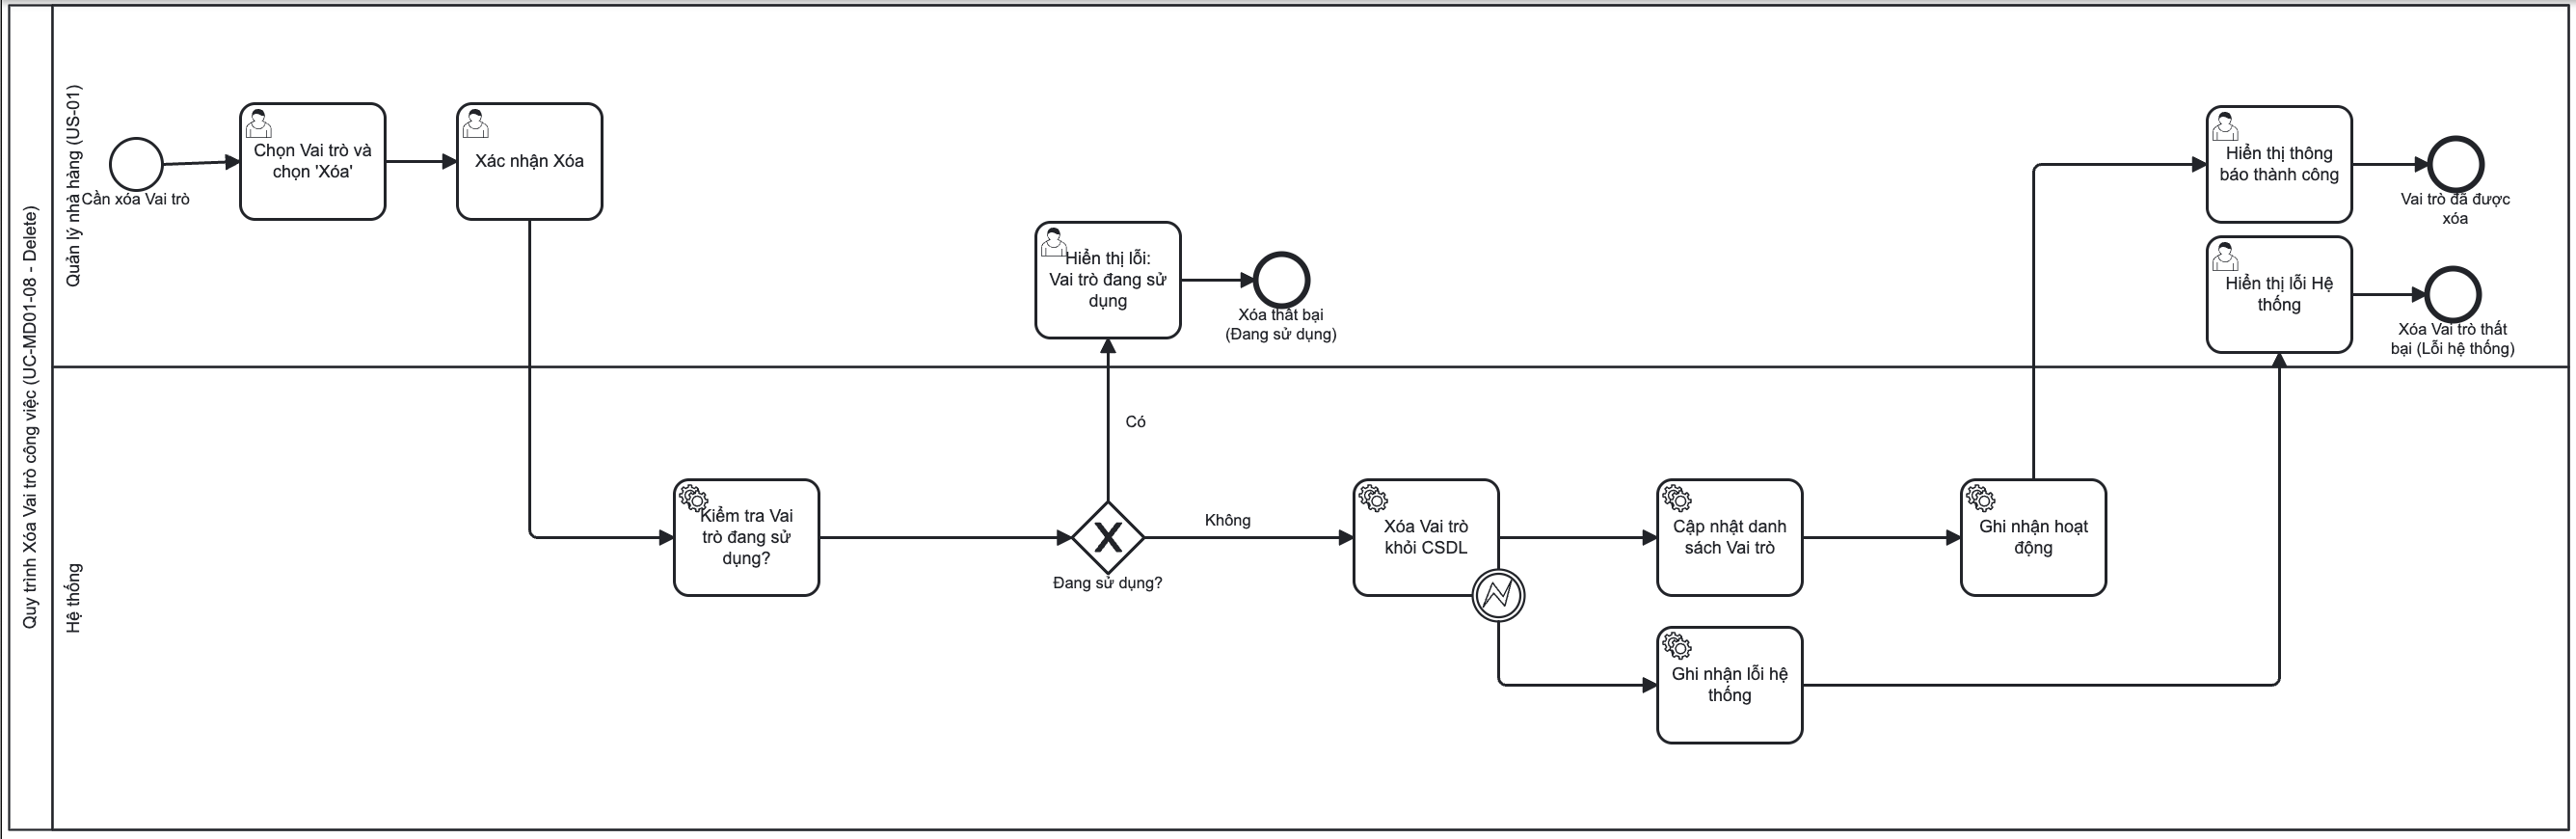 Quy trình Xóa Vai trò công việc (UC-MD01-08 - Delete)
Quản lý nhà hàng (US-01)
Cần xóa Vai trò
Chọn Vai trò và
chọn 'Xóa'
Xác nhận Xóa
Hiển thị lỗi:
Vai trò đang sử
dụng
Xóa thất bại
(Đang sử dụng)
Hiển thị thông
báo thành công
Vai trò đã được
xóa
Hiển thị lỗi Hệ
thống
Xóa Vai trò thất
bại (Lỗi hệ thống)
Hệ thống
Kiểm tra Vai
trò đang sử
dụng?
Có
Đang sử dụng?
Không
Xóa Vai trò
khỏi CSDL
Cập nhật danh
sách Vai trò
Ghi nhận hoạt
động
Ghi nhận lỗi hệ
thống